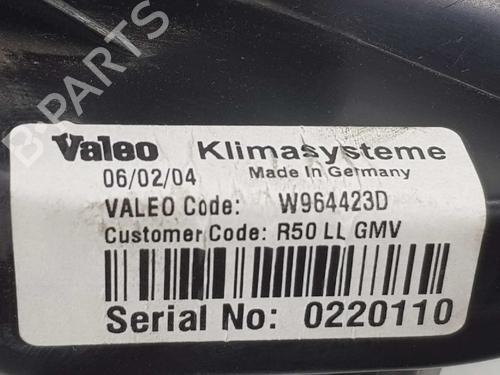 B-PARTS
Valeo Klimasysteme
06/02/04 Made In Germany
VALEO Code: W964423D
Customer Code: R50 LL GMV
Serial No: 0220110